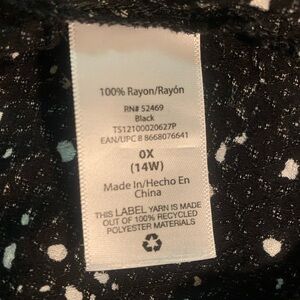 100% Rayon/Rayón
RN# 52469
Black
TS12100020627P
EAN/UPC 8 8668076641
0X
(14W)
Made In/Hecho En
China
THIS LABEL YARN IS MADE
OUT OF 100% RECYCLED
POLYESTER MATERIALS